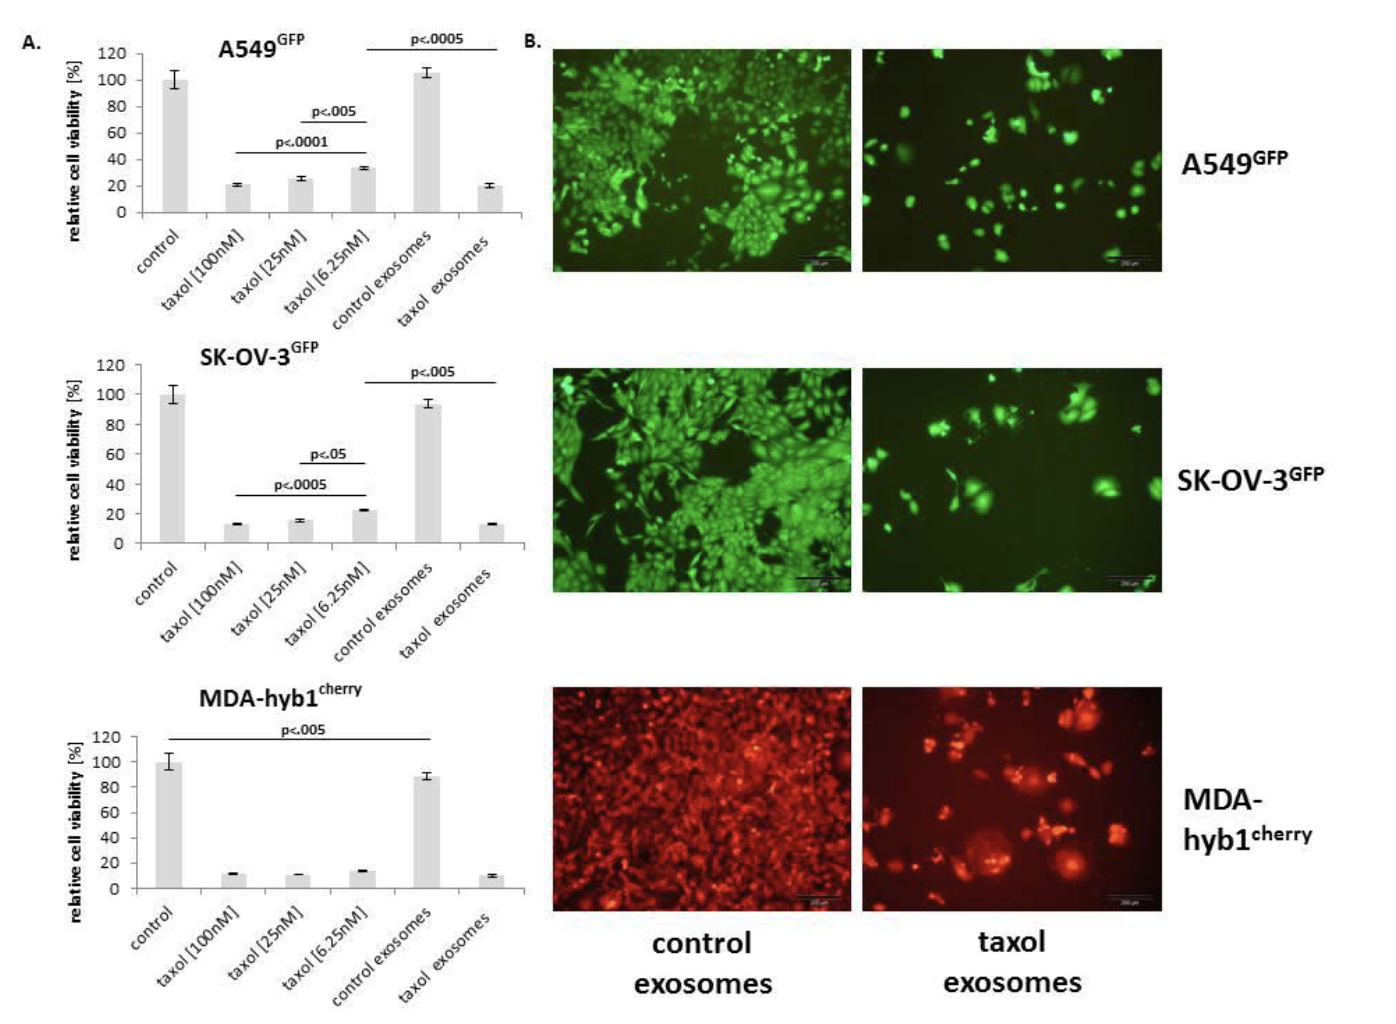 A.
A549GFP
p<.0005
p<.005
p<.0001
relative cell viability [%]
120
100
80
60
40
20
0
control
taxol [100nM]
taxol [25nM]
taxol [6.25nM]
control exosomes
taxol exosomes
SK-OV-3GFP
p<.005
p<.05
p<.0005
relative cell viability [%]
120
100
80
60
40
20
0
control
taxol [100nM]
taxol [25nM]
taxol [6.25nM]
control exosomes
taxol exosomes
MDA-hyb1cherry
p<.005
relative cell viability [%]
120
100
80
60
40
20
0
control
taxol [100nM]
taxol [25nM]
taxol [6.25nM]
control exosomes
taxol exosomes
B.
A549GFP
SK-OV-3GFP
MDA-
hyb1cherry
control
exosomes
taxol
exosomes